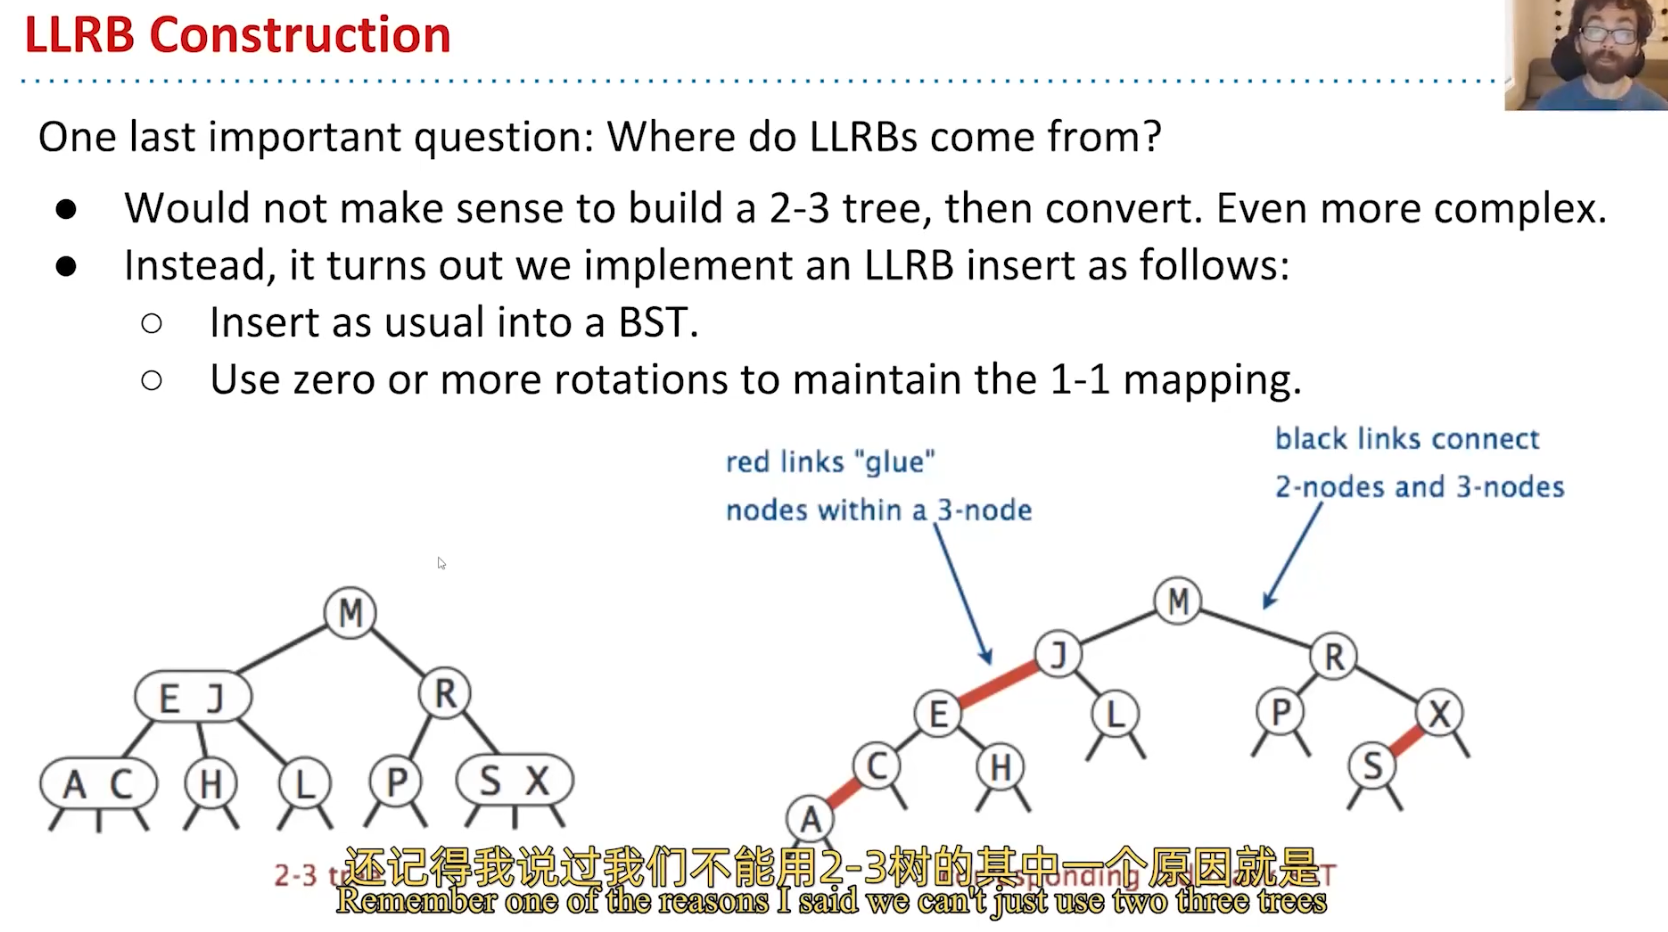 LLRB Construction
One last important question: Where do LLRBs come from?
● Would not make sense to build a 2-3 tree, then convert. Even more complex.
● Instead, it turns out we implement an LLRB insert as follows:
○ Insert as usual into a BST.
○ Use zero or more rotations to maintain the 1-1 mapping.
red links "glue"
nodes within a 3-node
black links connect
2-nodes and 3-nodes
M
E J
R
A C
H
L
P
S X
M
J
R
E
L
P
X
C
H
S
A
2-3
还记得我说过我们不能用2-3树的其中一个原因就是
Remember one of the reasons I said we can't just use two three trees